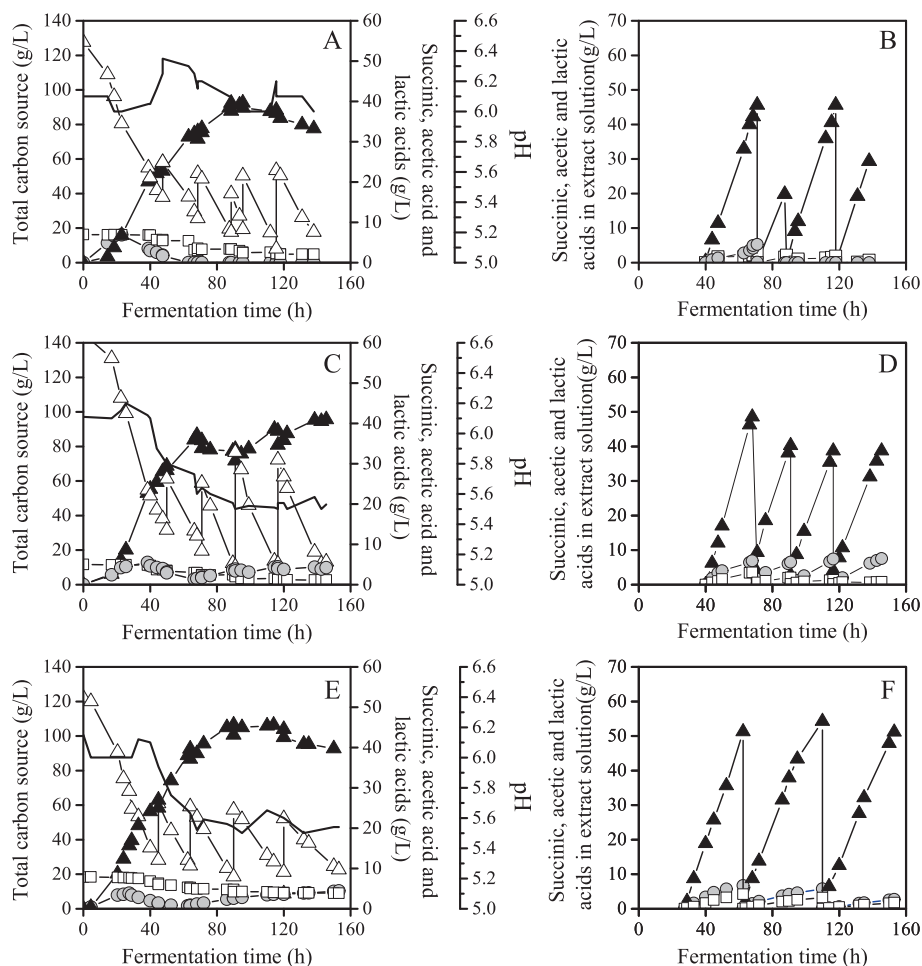 A
Total carbon source (g/L)
140
120
100
80
60
40
20
0
60
50
40
30
20
10
0
Succinic, acetic acid and
lactic acids (g/L)
6.6
6.4
6.2
6.0
5.8
5.6
5.4
5.2
5.0
pH
0 40 80 120 160
Fermentation time (h)
B
Succinic, acetic and lactic
acids in extract solution(g/L)
70
60
50
40
30
20
10
0
0 40 80 120 160
Fermentation time (h)
C
Total carbon source (g/L)
140
120
100
80
60
40
20
0
60
50
40
30
20
10
0
Succinic, acetic acid and
lactic acids (g/L)
6.6
6.4
6.2
6.0
5.8
5.6
5.4
5.2
5.0
pH
0 40 80 120 160
Fermentation time (h)
D
Succinic, acetic and lactic
acids in extract solution(g/L)
70
60
50
40
30
20
10
0
0 40 80 120 160
Fermentation time (h)
E
Total carbon source (g/L)
140
120
100
80
60
40
20
0
60
50
40
30
20
10
0
Succinic, acetic acid and
lactic acids (g/L)
6.6
6.4
6.2
6.0
5.8
5.6
5.4
5.2
5.0
pH
0 40 80 120 160
Fermentation time (h)
F
Succinic, acetic and lactic
acids in extract solution(g/L)
70
60
50
40
30
20
10
0
0 40 80 120 160
Fermentation time (h)